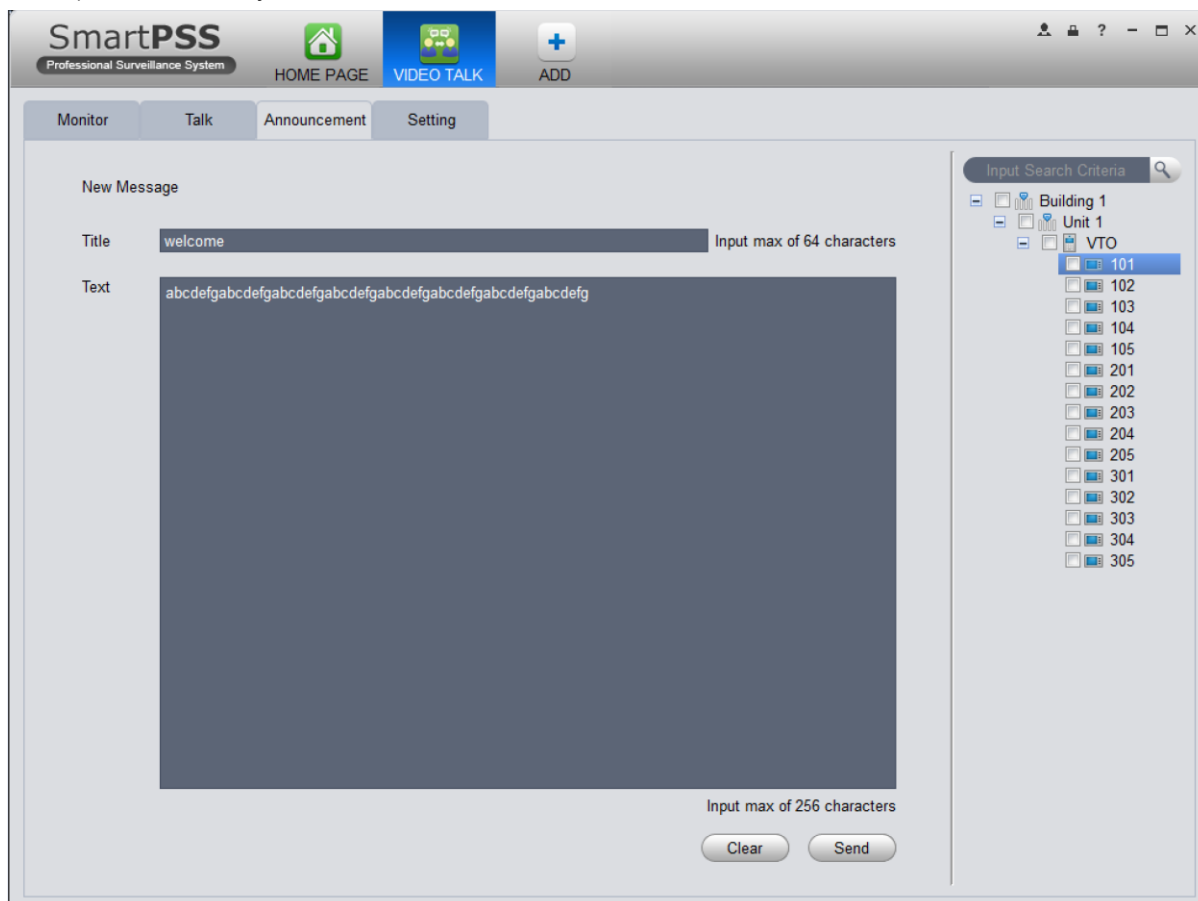 SmartPSS
Professional Surveillance System
HOME PAGE
VIDEO TALK
ADD
Monitor
Talk
Announcement
Setting
New Message
Title
welcome
Input max of 64 characters
Text
abcdefgabcdefgabcdefgabcdefgabcdefgabcdefgabcdefgabcdefg
Input max of 256 characters
Clear
Send
Input Search Criteria
Building 1
Unit 1
VTO
101
102
103
104
105
201
202
203
204
205
301
302
303
304
305